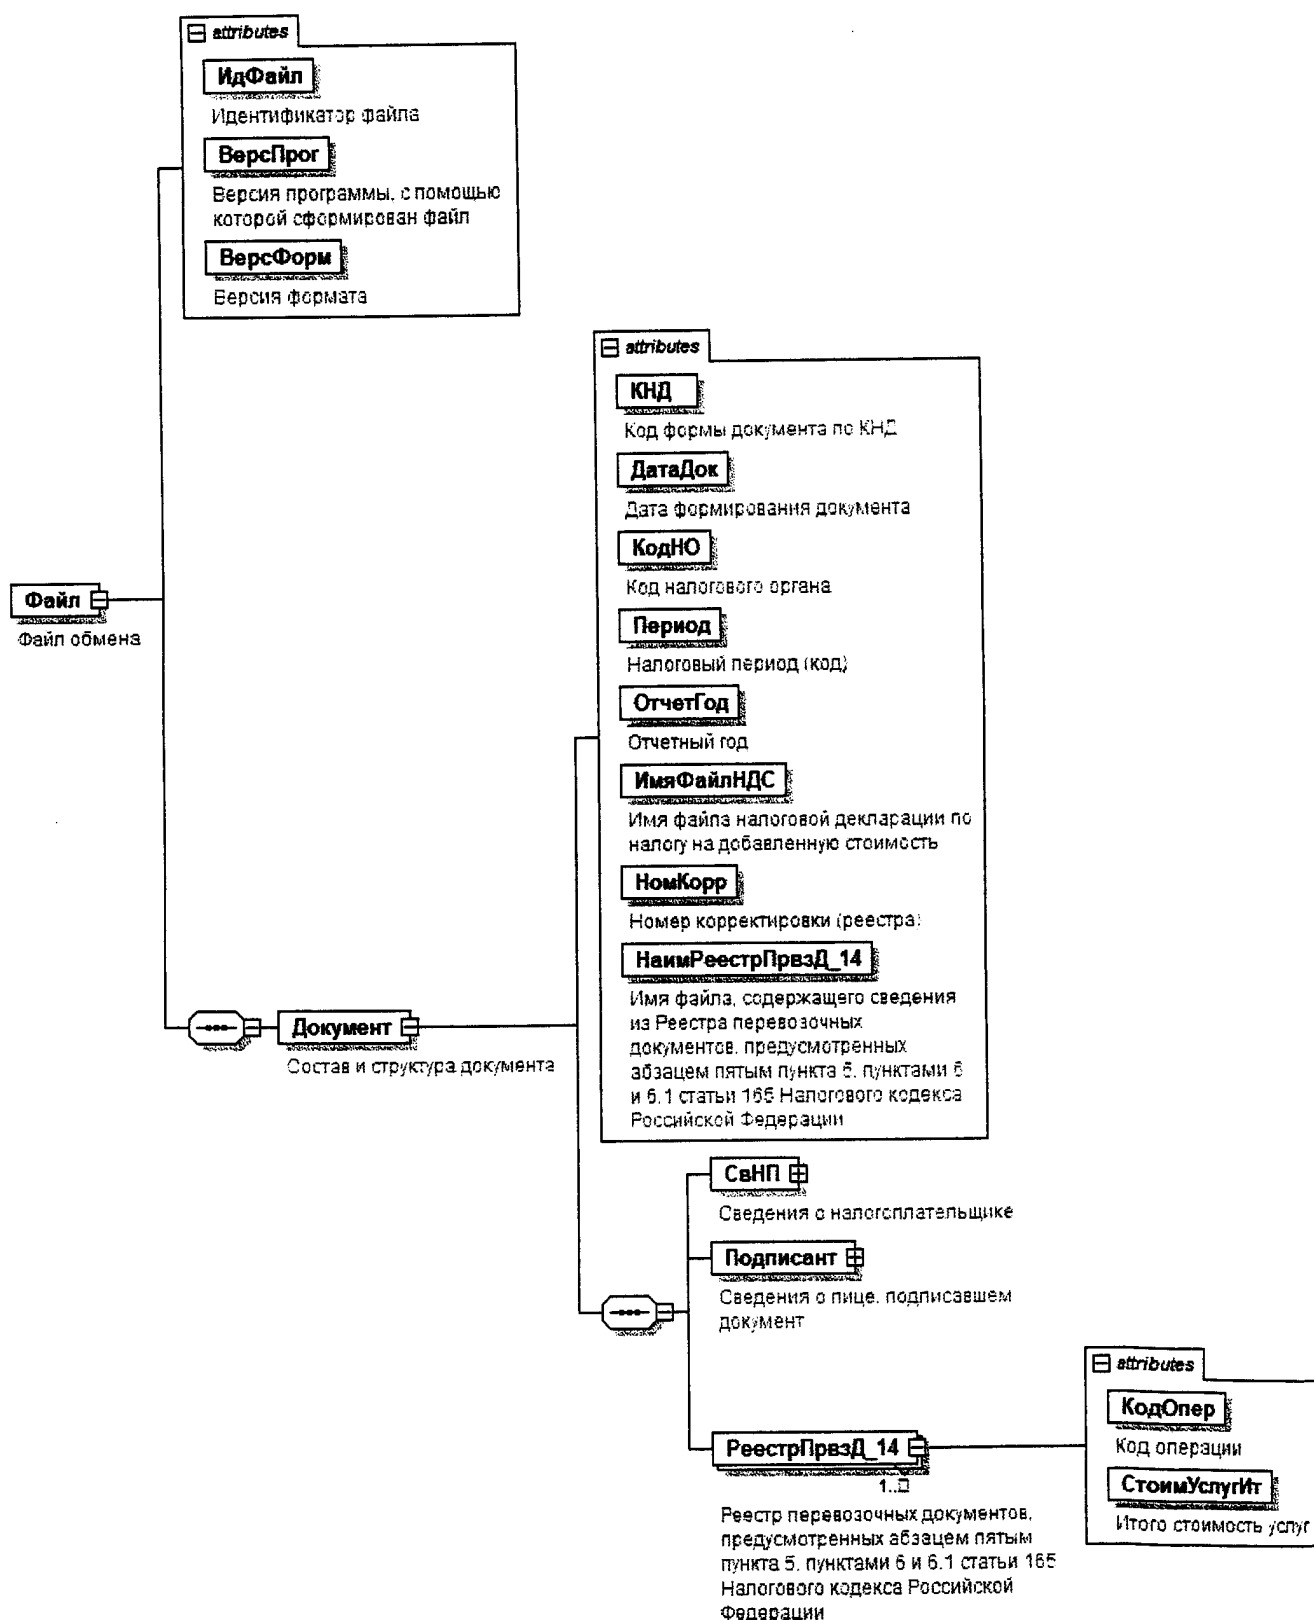 attributes
ИдФайл
Идентификатор файла
ВерсПрог
Версия программы, с помощью
которой сформирован файл
ВерсФорм
Версия формата
attributes
КНД
Код формы документа по КНД
ДатаДок
Дата формирования документа
КодНО
Код налогового органа
Период
Налоговый период (код)
ОтчетГод
Отчетный год
ИмяФайлНДС
Имя файла налоговой декларации по
налогу на добавленную стоимость
НомКорр
Номер корректировки (реестра)
НаимРеестрПрвзД_14
Имя файла, содержащего сведения
из Реестра перевозочных
документов, предусмотренных
абзацем пятым пункта 5, пунктами 6
и 6.1 статьи 165 Налогового кодекса
Российской Федерации
Файл
Файл обмена
Документ
Состав и структура документа
СвНП
Сведения о налогоплательщике
Подписант
Сведения о лице, подписавшем
документ
РеестрПрвзД_14
1..
Реестр перевозочных документов,
предусмотренных абзацем пятым
пункта 5, пунктами 6 и 6.1 статьи 165
Налогового кодекса Российской
Федерации
attributes
КодОпер
Код операции
СтоимУслугИт
Итого стоимость услуг